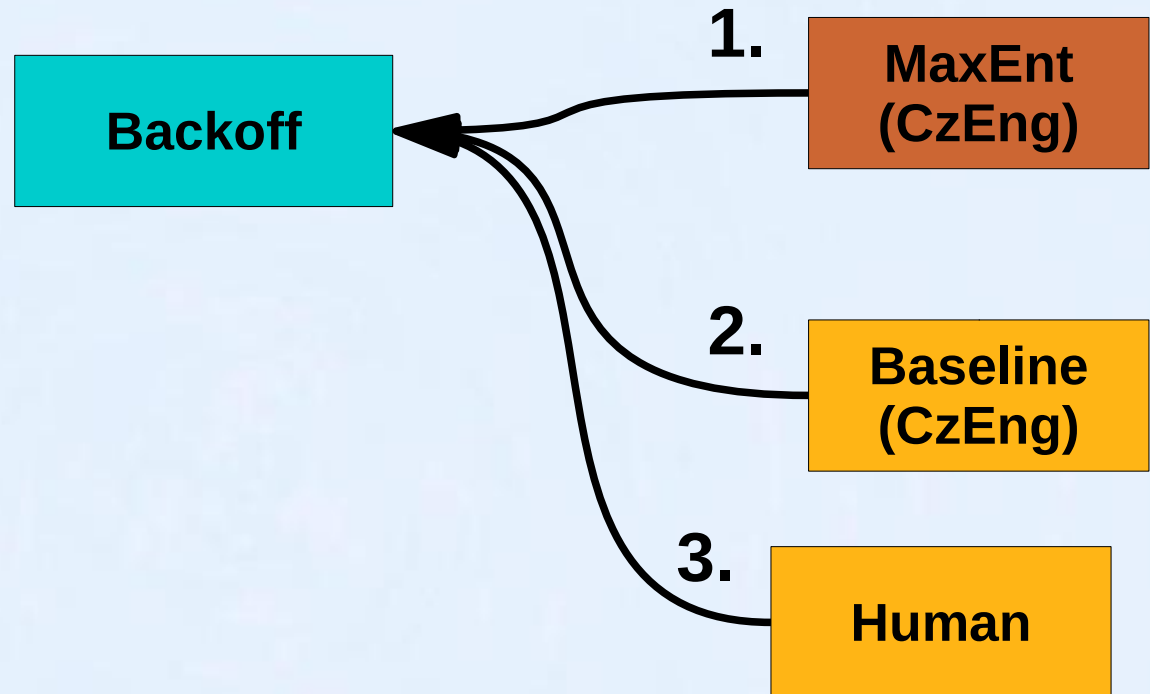 Backoff
1.
MaxEnt
(CzEng)
2.
Baseline
(CzEng)
3.
Human